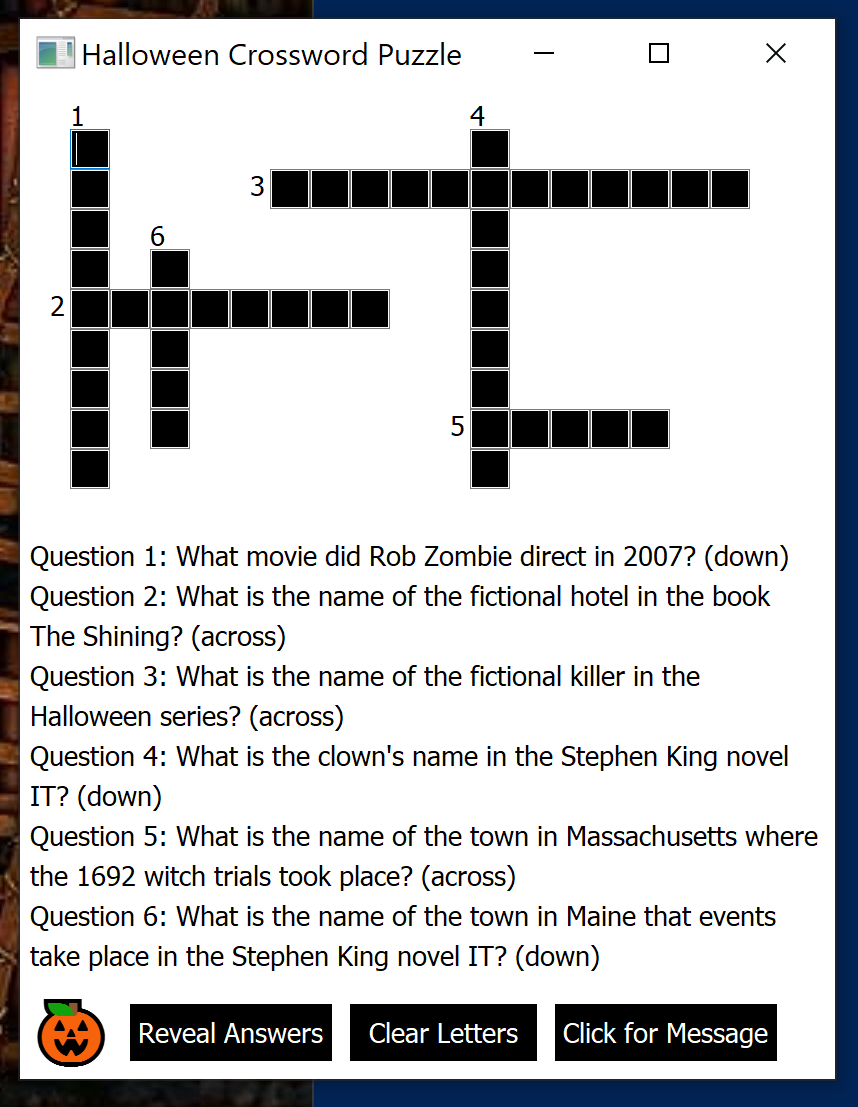 Halloween Crossword Puzzle
1
4
3
6
2
5
Question 1: What movie did Rob Zombie direct in 2007? (down)
Question 2: What is the name of the fictional hotel in the book
The Shining? (across)
Question 3: What is the name of the fictional killer in the
Halloween series? (across)
Question 4: What is the clown's name in the Stephen King novel
IT? (down)
Question 5: What is the name of the town in Massachusetts where
the 1692 witch trials took place? (across)
Question 6: What is the name of the town in Maine that events
take place in the Stephen King novel IT? (down)
Reveal Answers Clear Letters Click for Message